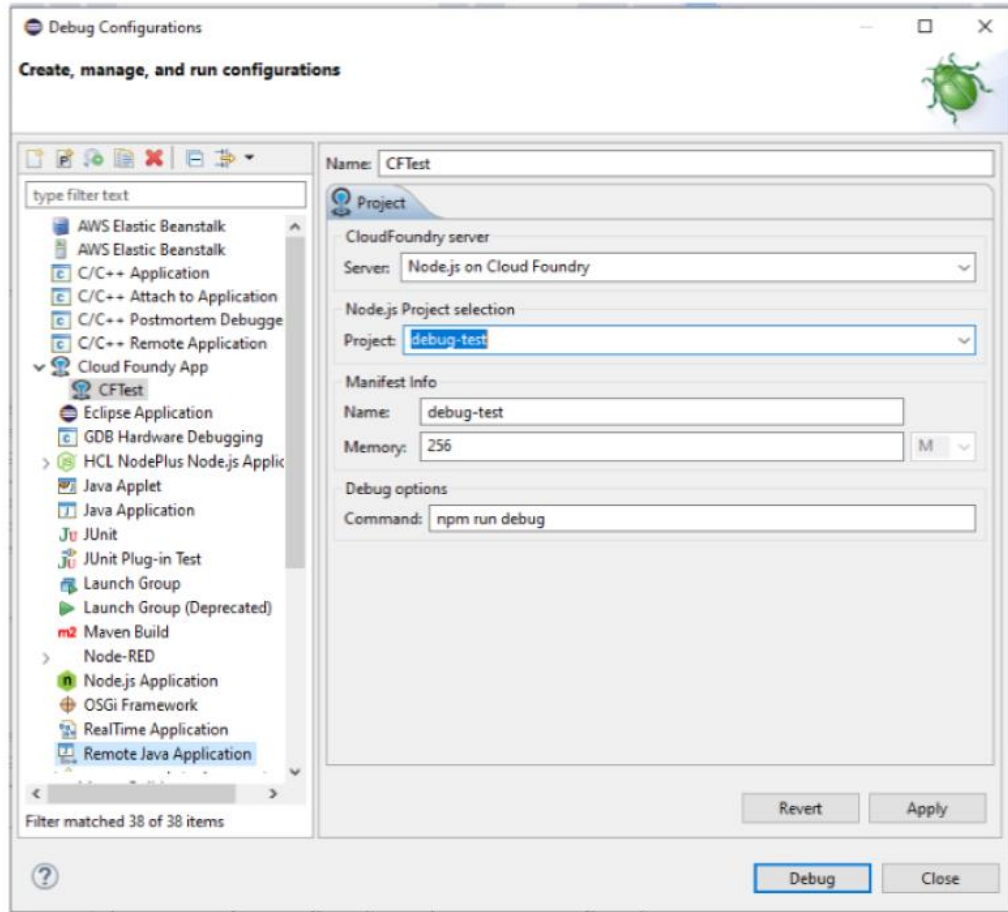 Debug Configurations
Create, manage, and run configurations
type filter text
AWS Elastic Beanstalk
AWS Elastic Beanstalk
C/C++ Application
C/C++ Attach to Application
C/C++ Postmortem Debugge
C/C++ Remote Application
Cloud Foundy App
CFTest
Eclipse Application
GDB Hardware Debugging
HCL NodePlus Node.js Applic
Java Applet
Java Application
Ju JUnit
JUnit Plug-in Test
Launch Group
Launch Group (Deprecated)
m2 Maven Build
Node-RED
Node.js Application
OSGi Framework
RealTime Application
Remote Java Application
Filter matched 38 of 38 items
Name: CFTest
Project
CloudFoundry server
Server: Node.js on Cloud Foundry
Node.js Project selection
Project: debug-test
Manifest Info
Name: debug-test
Memory: 256 M
Debug options
Command: npm run debug
Revert Apply
Debug Close